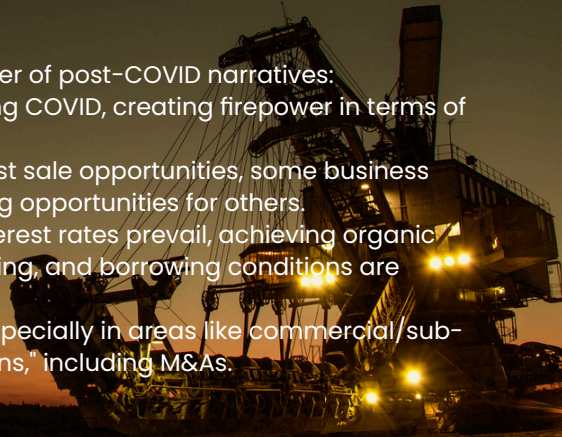 er of post-COVID narratives:
ng COVID, creating firepower in terms of
st sale opportunities, some business
g opportunities for others.
erest rates prevail, achieving organic
ing, and borrowing conditions are
pecially in areas like commercial/sub-
ns," including M&As.